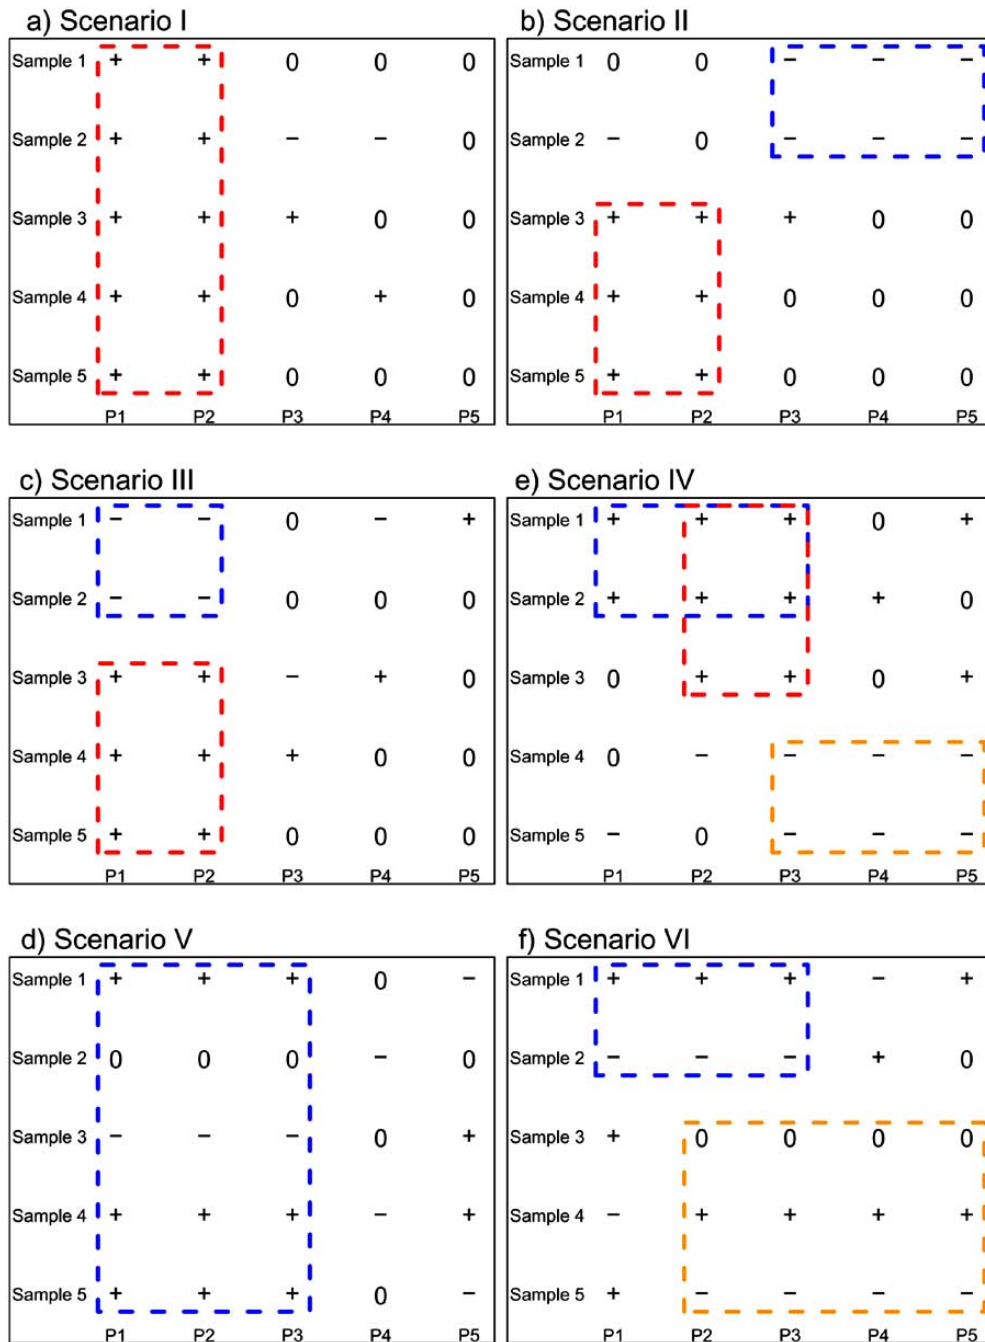 a) Scenario I
Sample 1 + + 0 0 0
Sample 2 + + − − 0
Sample 3 + + + 0 0
Sample 4 + + 0 + 0
Sample 5 + + 0 0 0
P1 P2 P3 P4 P5
b) Scenario II
Sample 1 0 0 − − −
Sample 2 − 0 − − −
Sample 3 + + + 0 0
Sample 4 + + 0 0 0
Sample 5 + + 0 0 0
P1 P2 P3 P4 P5
c) Scenario III
Sample 1 − − 0 − +
Sample 2 − − 0 0 0
Sample 3 + + − + 0
Sample 4 + + + 0 0
Sample 5 + + 0 0 0
P1 P2 P3 P4 P5
e) Scenario IV
Sample 1 + + + 0 +
Sample 2 + + + + 0
Sample 3 0 + + 0 +
Sample 4 0 − − − −
Sample 5 − 0 − − −
P1 P2 P3 P4 P5
d) Scenario V
Sample 1 + + + 0 −
Sample 2 0 0 0 − 0
Sample 3 − − − 0 +
Sample 4 + + + − +
Sample 5 + + + 0 −
P1 P2 P3 P4 P5
f) Scenario VI
Sample 1 + + + − +
Sample 2 − − − + 0
Sample 3 + 0 0 0 0
Sample 4 − + + + +
Sample 5 + − − − −
P1 P2 P3 P4 P5